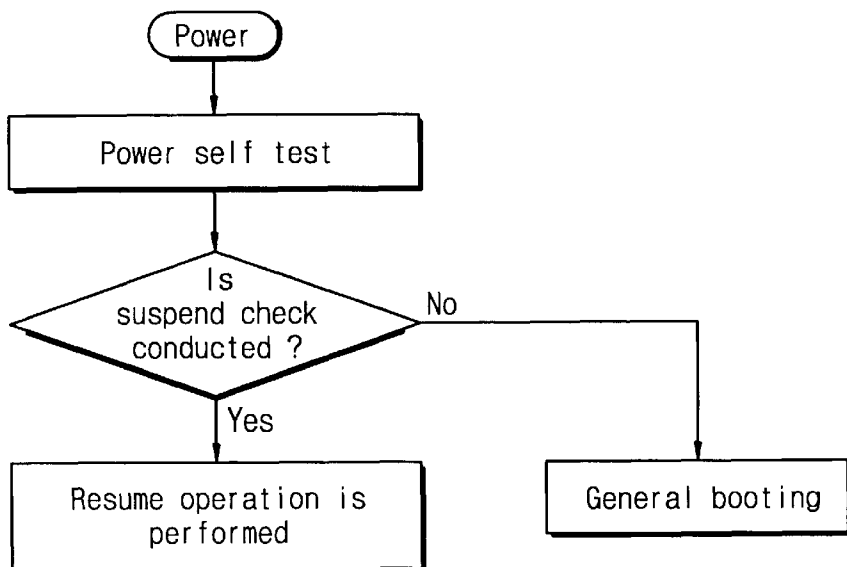 Power
Power self test
Is
suspend check
conducted ?
No
Yes
Resume operation is
performed
General booting